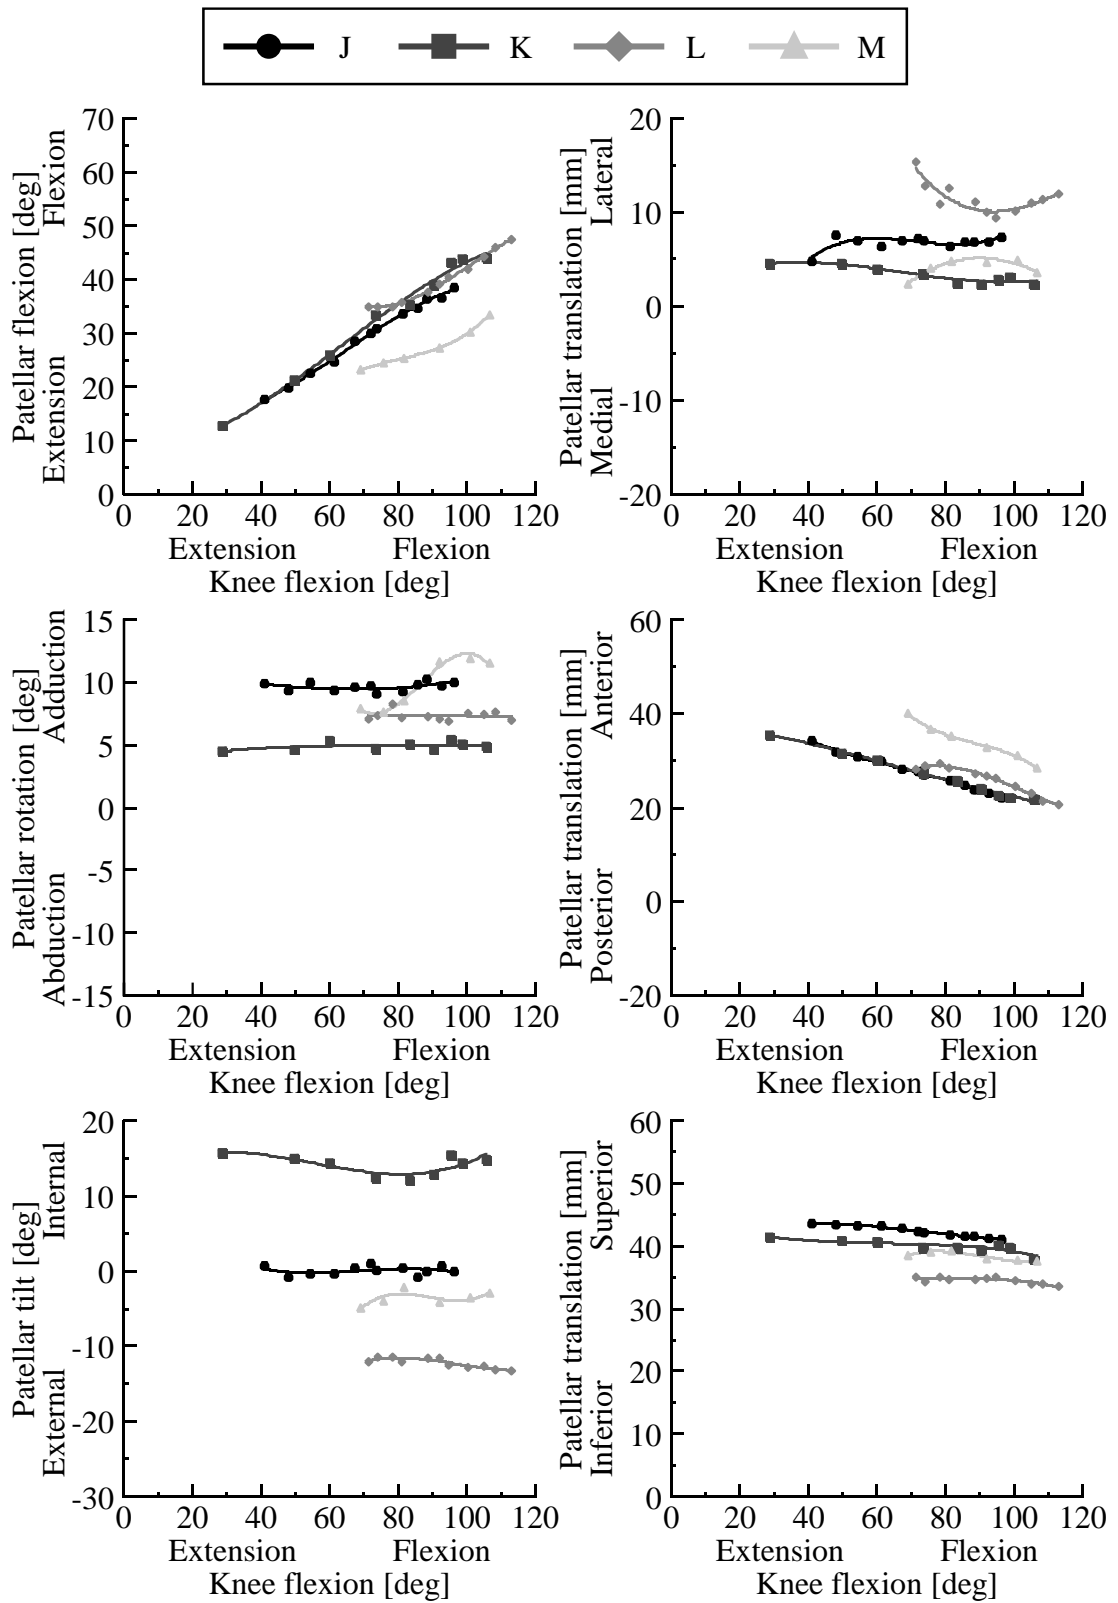 J K L M
70
60
50
40
30
20
10
0
Patellar flexion [deg]
Extension Flexion
0 20 40 60 80 100 120
Extension Flexion
Knee flexion [deg]
20
10
0
-10
-20
Patellar translation [mm]
Medial Lateral
0 20 40 60 80 100 120
Extension Flexion
Knee flexion [deg]
15
10
5
0
-5
-10
-15
Patellar rotation [deg]
Abduction Adduction
0 20 40 60 80 100 120
Extension Flexion
Knee flexion [deg]
60
40
20
0
-20
Patellar translation [mm]
Posterior Anterior
0 20 40 60 80 100 120
Extension Flexion
Knee flexion [deg]
20
10
0
-10
-20
-30
Patellar tilt [deg]
External Internal
0 20 40 60 80 100 120
Extension Flexion
Knee flexion [deg]
60
50
40
30
20
10
0
Patellar translation [mm]
Inferior Superior
0 20 40 60 80 100 120
Extension Flexion
Knee flexion [deg]